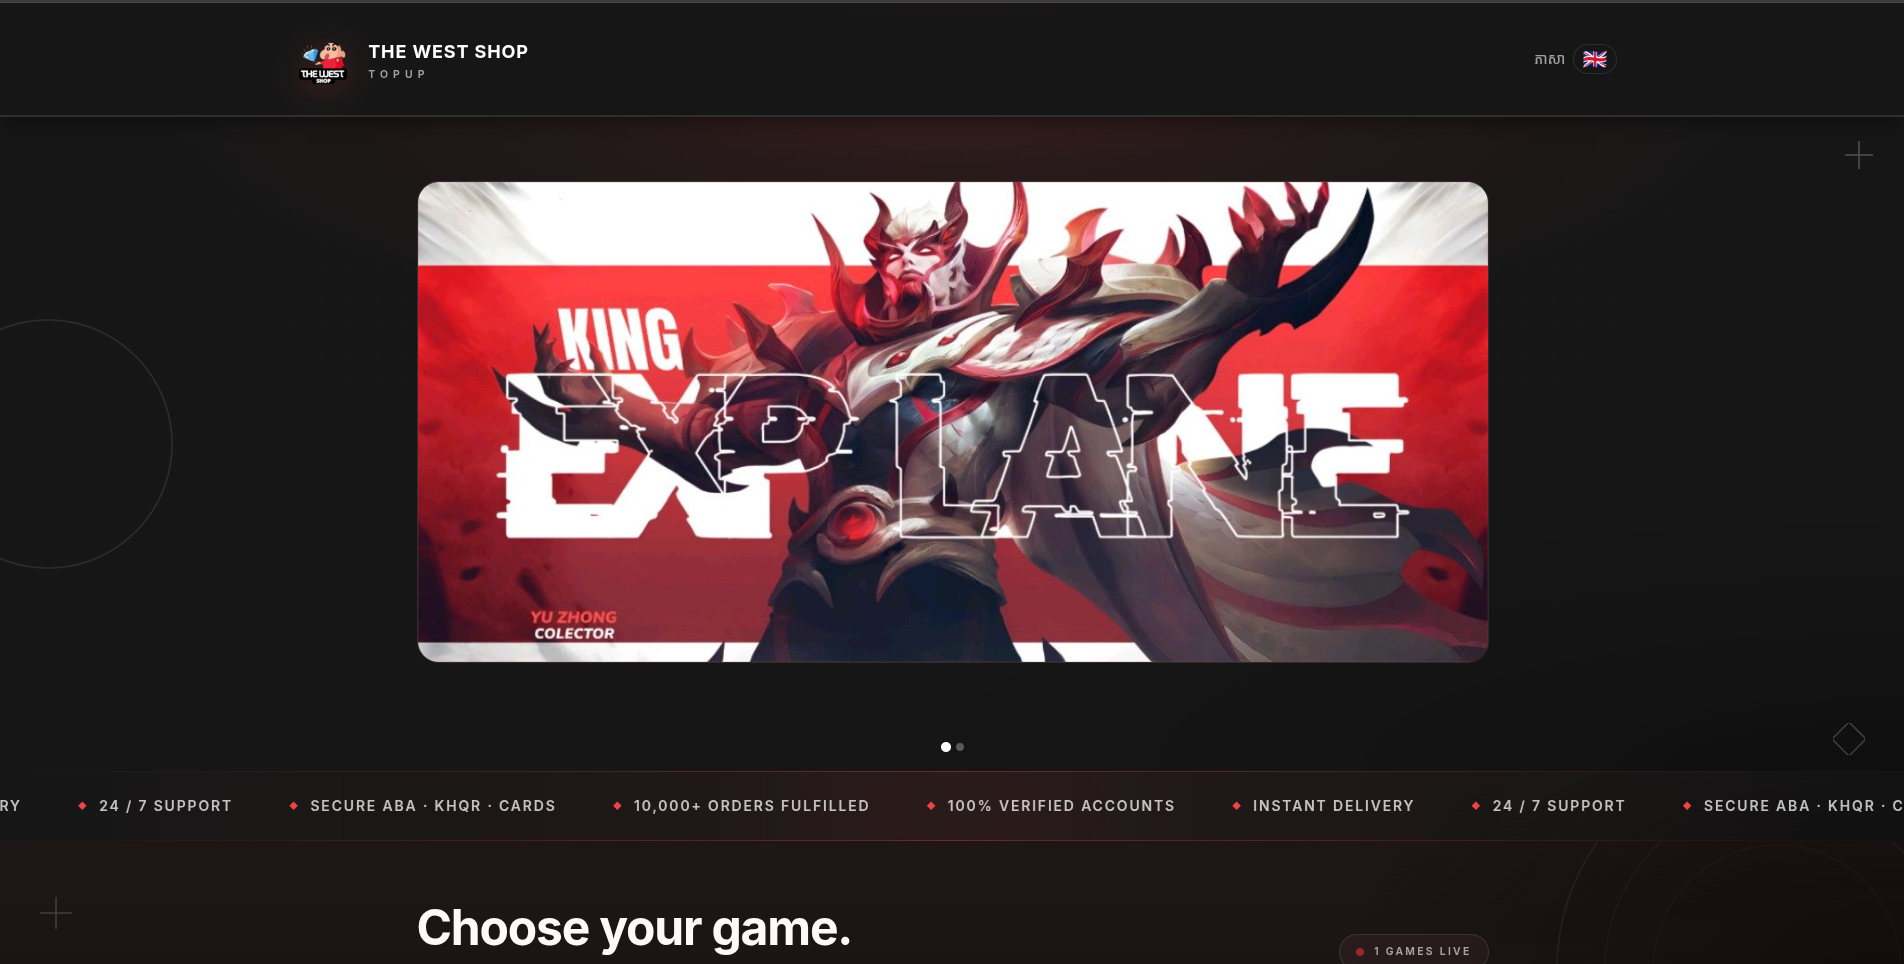 THE WEST SHOP
THE WEST SHOP
TOPUP
ភាសា
KING
EXP LANE
YU ZHONG
COLECTOR
RY ◆ 24 / 7 SUPPORT ◆ SECURE ABA · KHQR · CARDS ◆ 10,000+ ORDERS FULFILLED ◆ 100% VERIFIED ACCOUNTS ◆ INSTANT DELIVERY ◆ 24 / 7 SUPPORT ◆ SECURE ABA · KHQR · C
Choose your game.
1 GAMES LIVE